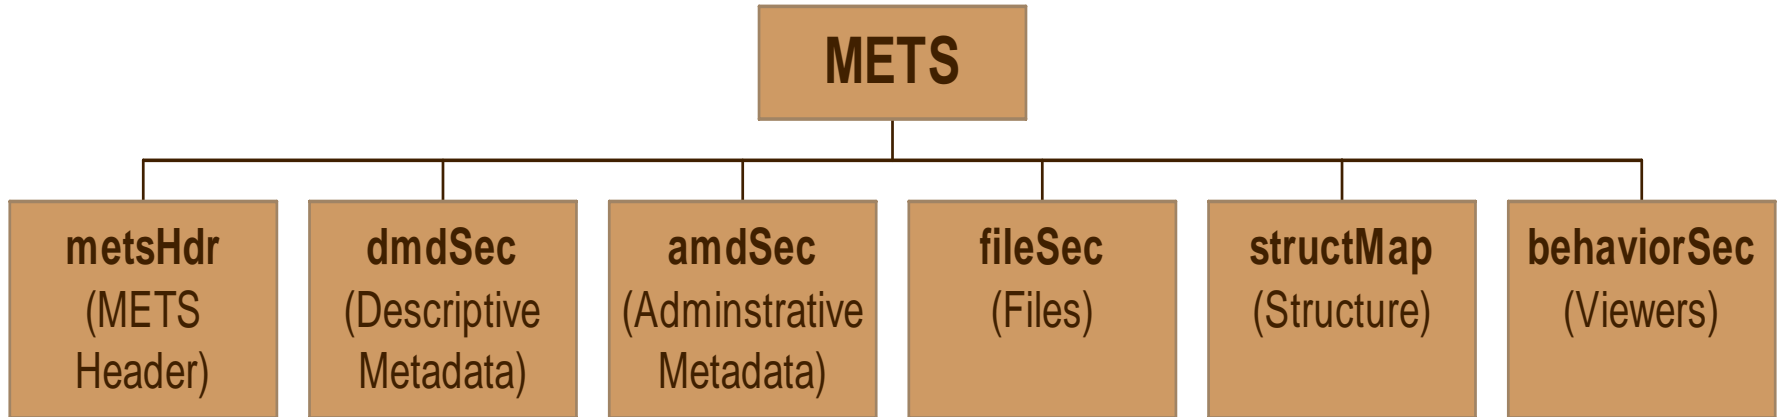 METS
metsHdr
(METS
Header)
dmdSec
(Descriptive
Metadata)
amdSec
(Adminstrative
Metadata)
fileSec
(Files)
structMap
(Structure)
behaviorSec
(Viewers)